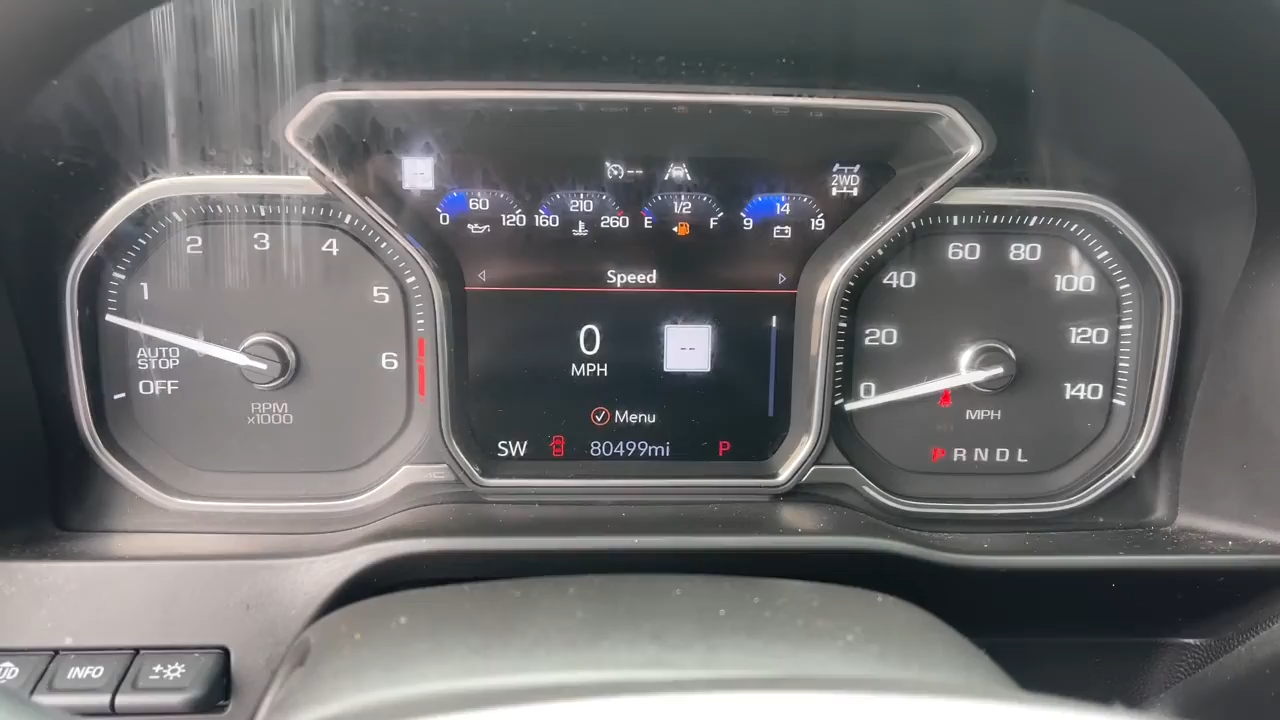 --
--
2WD
0 60 120
160 210 260
E 1/2 F
9 14 19
Speed
0
MPH
--
Menu
SW 80499mi P
1 2 3 4 5 6
AUTO
STOP
OFF
RPM
x1000
0 20 40 60 80 100 120 140
MPH
P R N D L
INFO
+-